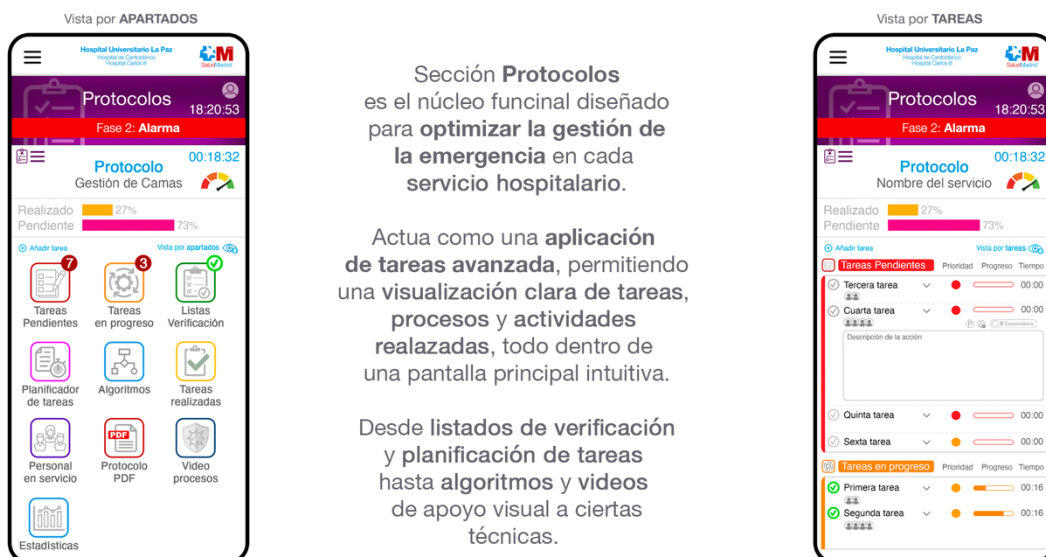 Vista por APARTADOS
Hospital Universitario La Paz
Hospital de Cantoblanco
Hospital Carlos III
SaludMadrid
Protocolos
18:20:53
Fase 2: Alarma
00:18:32
Protocolo
Gestión de Camas
Realizado 27%
Pendiente 73%
Añadir tarea
Vista por apartados
7
3
Tareas
Pendientes
Tareas
en progreso
Listas
Verificación
Planificador
de tareas
Algoritmos
Tareas
realizadas
Personal
en servicio
PDF
Protocolo
PDF
Video
procesos
Estadísticas
Sección Protocolos
es el núcleo funcinal diseñado
para optimizar la gestión de
la emergencia en cada
servicio hospitalario.
Actua como una aplicación
de tareas avanzada, permitiendo
una visualización clara de tareas,
procesos y actividades
realazadas, todo dentro de
una pantalla principal intuitiva.
Desde listados de verificación
y planificación de tareas
hasta algoritmos y videos
de apoyo visual a ciertas
técnicas.
Vista por TAREAS
Hospital Universitario La Paz
Hospital de Cantoblanco
Hospital Carlos III
SaludMadrid
Protocolos
18:20:53
Fase 2: Alarma
00:18:32
Protocolo
Nombre del servicio
Realizado 27%
Pendiente 73%
Añadir tarea
Vista por tareas
Tareas Pendientes Prioridad Progreso Tiempo
Tercera tarea 00:00
Cuarta tarea 00:00
8 Comentarios
Descripción de la acción
Quinta tarea 00:00
Sexta tarea 00:00
Tareas en progreso Prioridad Progreso Tiempo
Primera tarea 00:16
Segunda tarea 00:16